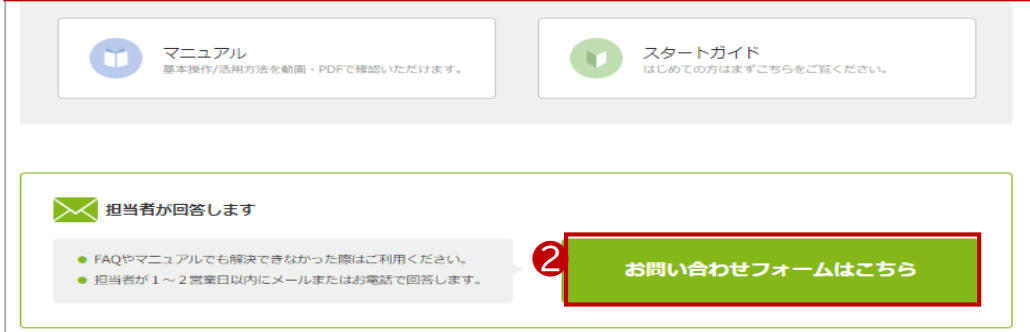 マニュアル
基本操作/活用方法を動画・PDFで確認いただけます。
スタートガイド
はじめての方はまずこちらをご覧ください。
担当者が回答します
● FAQやマニュアルでも解決できなかった際はご利用ください。
● 担当者が1～2営業日以内にメールまたはお電話で回答します。
2
お問い合わせフォームはこちら